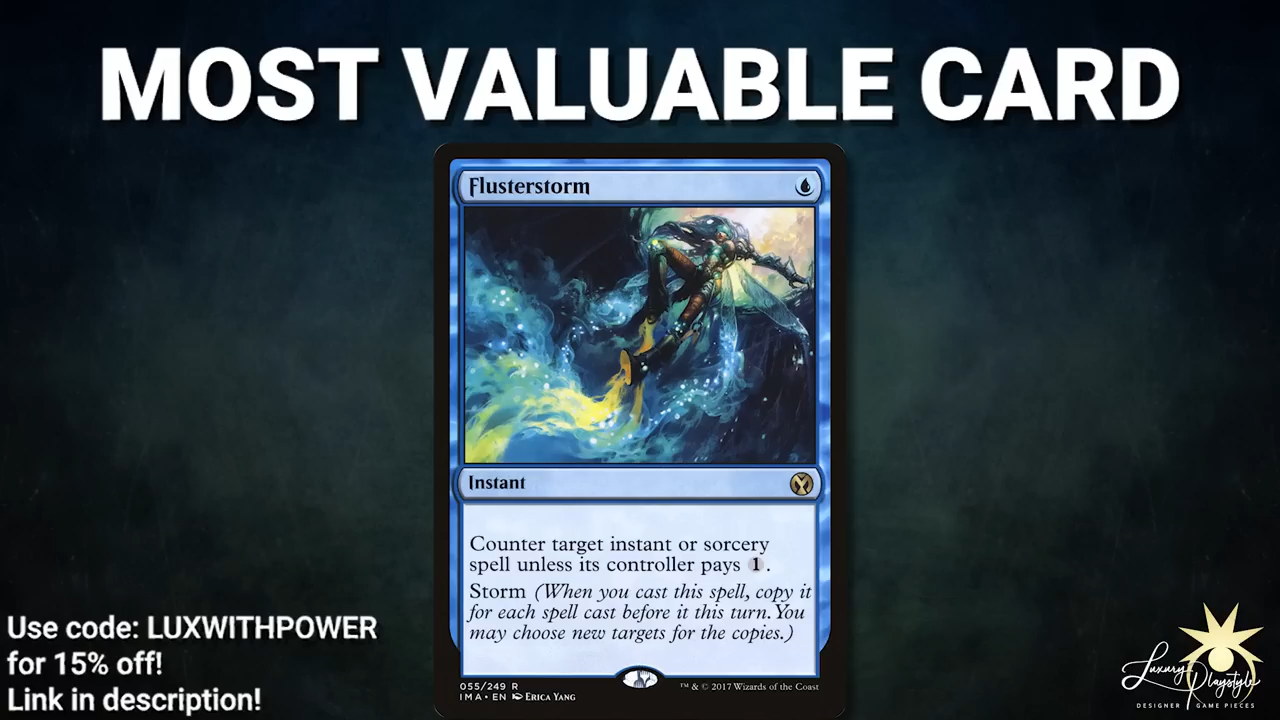 MOST VALUABLE CARD
Flusterstorm
Instant
Counter target instant or sorcery
spell unless its controller pays 1.
Storm (When you cast this spell, copy it
for each spell cast before it this turn. You
may choose new targets for the copies.)
055/249 R
IMA • EN Erica Yang
™ & © 2017 Wizards of the Coast
Use code: LUXWITHPOWER
for 15% off!
Link in description!
Luxury
Playstyle
DESIGNER GAME PIECES